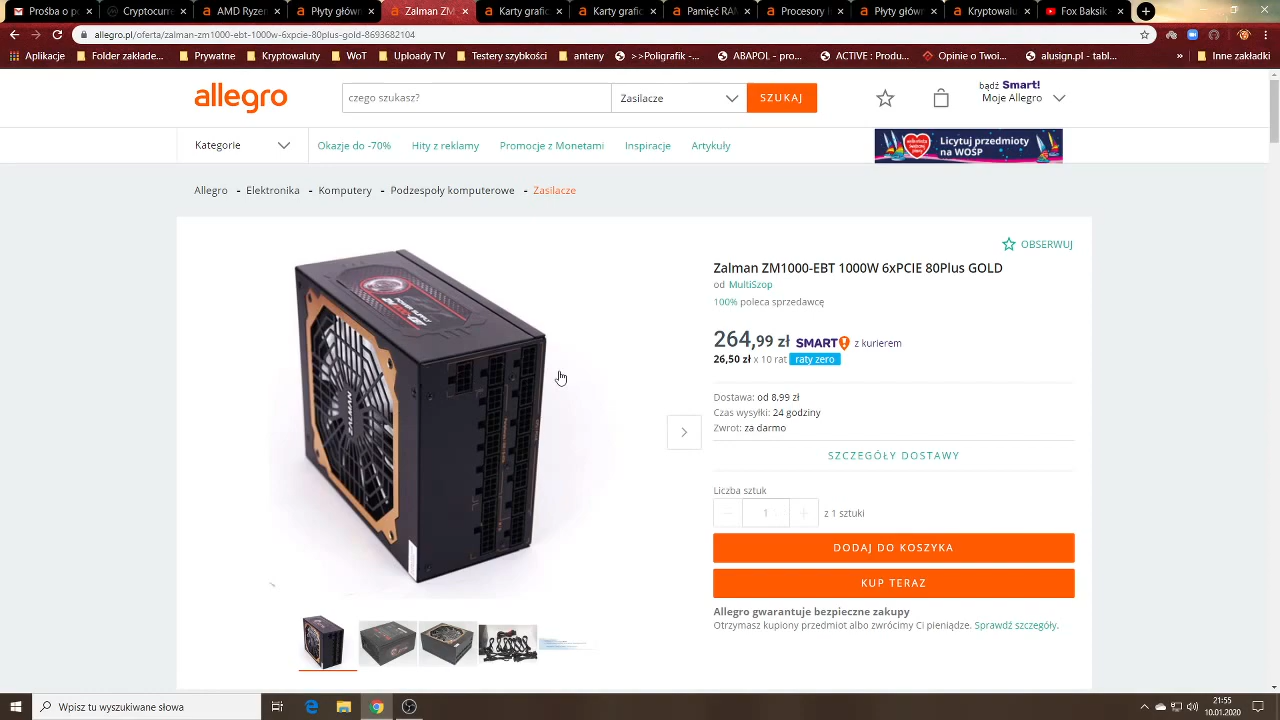 Prośba o p
Cryptocurre
AMD Ryzen
Płyty główn
Zalman ZM
Karty grafic
Karty grafic
Pamięć RA
Procesory i
Płyty główn
Kryptowalu
Fox Baksik
allegro.pl/oferta/zalman-zm1000-ebt-1000w-6xpcie-80plus-gold-8693682104
Aplikacje
Folder zakładek zab...
Prywatne
Kryptowaluty
WoT
Uploady TV
Testery szybkości
anteny
>>Poligrafik -...
ABAPOL - pro...
ACTIVE : Produ...
Opinie o Two...
alusign.pl - tabl...
»
Inne zakładki
allegro
czego szukasz?
Zasilacze
SZUKAJ
bądź Smart!
Moje Allegro
Kategorie
Okazje do -70%
Hity z reklamy
Promocje z Monetami
Inspiracje
Artykuły
Licytuj przedmioty
na WOŚP
Allegro - Elektronika - Komputery - Podzespoły komputerowe - Zasilacze
OBSERWUJ
Zalman ZM1000-EBT 1000W 6xPCIE 80Plus GOLD
od MultiSzop
100% poleca sprzedawcę
264,99 zł SMART! z kurierem
26,50 zł x 10 rat raty zero
Dostawa: od 8,99 zł
Czas wysyłki: 24 godziny
Zwrot: za darmo
SZCZEGÓŁY DOSTAWY
Liczba sztuk
− 1 + z 1 sztuki
DODAJ DO KOSZYKA
KUP TERAZ
Allegro gwarantuje bezpieczne zakupy
Otrzymasz kupiony przedmiot albo zwrócimy Ci pieniądze. Sprawdź szczegóły.
POWER SUPPLY
ZALMAN
Wpisz tu wyszukiwane słowa
21:55
10.01.2020